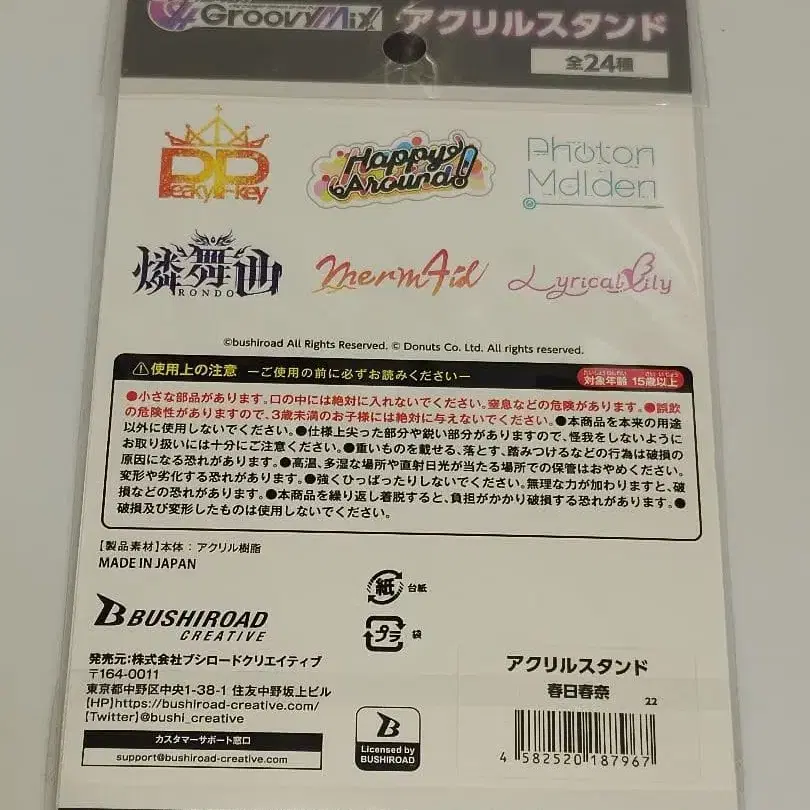 GROOVYMIX アクリルスタンド
全24種
Peaky P-key
Happy Around!
Photon Maiden
燐舞曲
RONDO
Merm4id
Lyrical Lily
©bushiroad All Rights Reserved. © Donuts Co. Ltd. All rights reserved.
⚠使用上の注意 ーご使用の前に必ずお読みくださいー
たいしょうねんれい さいいじょう
対象年齢 15歳以上
●小さな部品があります。口の中には絶対に入れないでください。窒息などの危険があります。●誤飲
の危険性がありますので、3歳未満のお子様には絶対に与えないでください。●本商品を本来の用途
以外に使用しないでください。●仕様上尖った部分や鋭い部分がありますので、怪我をしないように
お取り扱いには十分にご注意ください。●重いものを載せる、落とす、踏みつけるなどの行為は破損の
原因になる恐れがあります。●高温、多湿な場所や直射日光が当たる場所での保管はおやめください。
変形や劣化する恐れがあります。●強くひっぱったりしないでください。無理な力が加わりますと、破
損などの恐れがあります。●本商品を繰り返し着脱すると、負担がかかり破損する恐れがあります。●
破損及び変形したものは使用しないでください。
【製品素材】本体：アクリル樹脂
MADE IN JAPAN
紙 台紙
プラ 袋
BUSHIROAD
CREATIVE
発売元：株式会社ブシロードクリエイティブ
〒164-0011
東京都中野区中央1-38-1 住友中野坂上ビル
【HP】https://bushiroad-creative.com/
【Twitter】@bushi_creative
カスタマーサポート窓口
support@bushiroad-creative.com
B
Licensed by
BUSHIROAD
アクリルスタンド
春日春奈
22
4 582520 187967